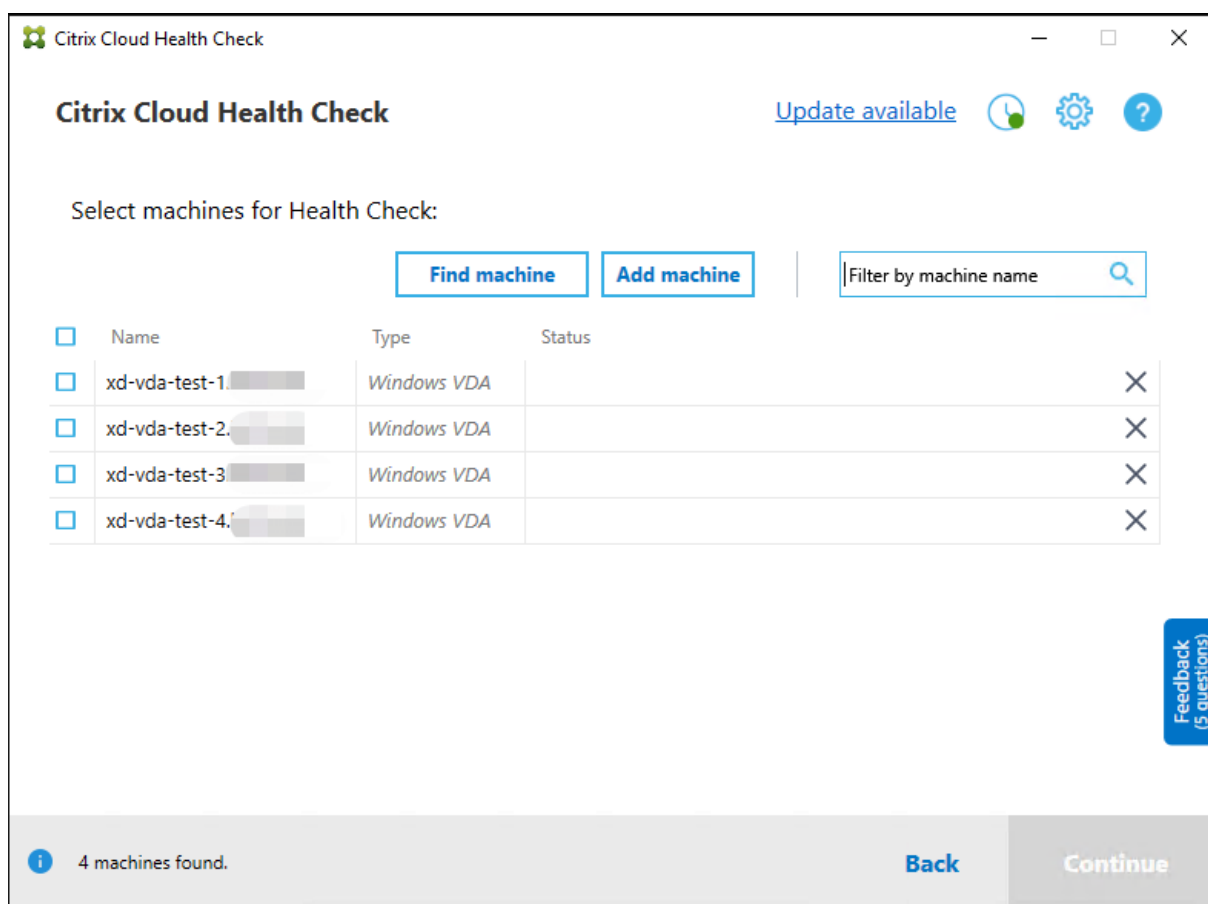 Citrix Cloud Health Check
Citrix Cloud Health Check
Update available
?
Select machines for Health Check:
Find machine
Add machine
Filter by machine name
Name Type Status
xd-vda-test-1. Windows VDA
xd-vda-test-2. Windows VDA
xd-vda-test-3 Windows VDA
xd-vda-test-4. Windows VDA
Feedback
(5 questions)
i
4 machines found.
Back
Continue